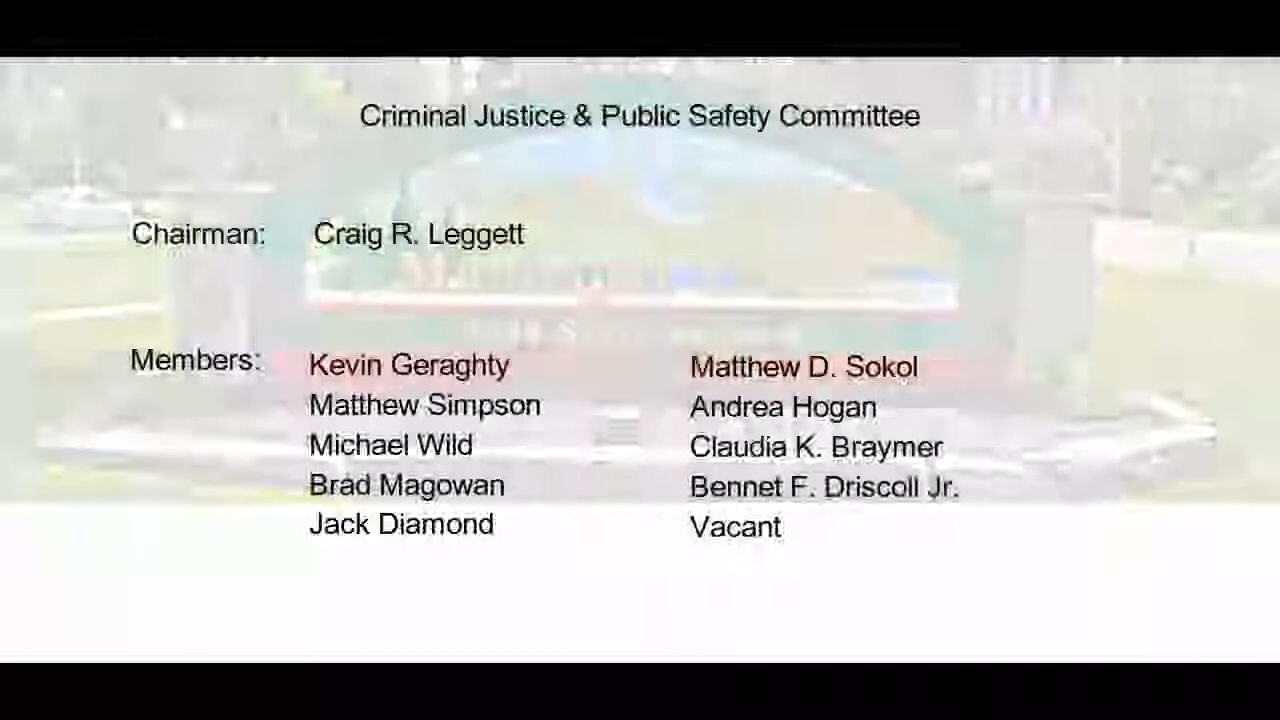 Criminal Justice & Public Safety Committee
Chairman: Craig R. Leggett
Members:
Kevin Geraghty
Matthew Simpson
Michael Wild
Brad Magowan
Jack Diamond
Matthew D. Sokol
Andrea Hogan
Claudia K. Braymer
Bennet F. Driscoll Jr.
Vacant